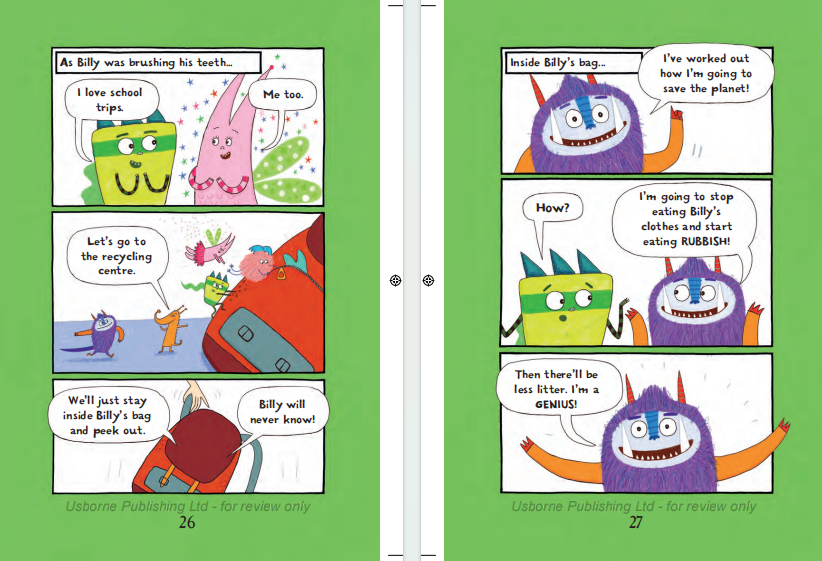 As Billy was brushing his teeth...
I love school
trips.
Me too.
Let's go to
the recycling
centre.
We'll just stay
inside Billy's bag
and peek out.
Billy will
never know!
Usborne Publishing Ltd - for review only
26
Inside Billy's bag...
I've worked out
how I'm going to
save the planet!
How?
I'm going to stop
eating Billy's
clothes and start
eating RUBBISH!
Then there'll be
less litter. I'm a
GENIUS!
Usborne Publishing Ltd - for review only
27